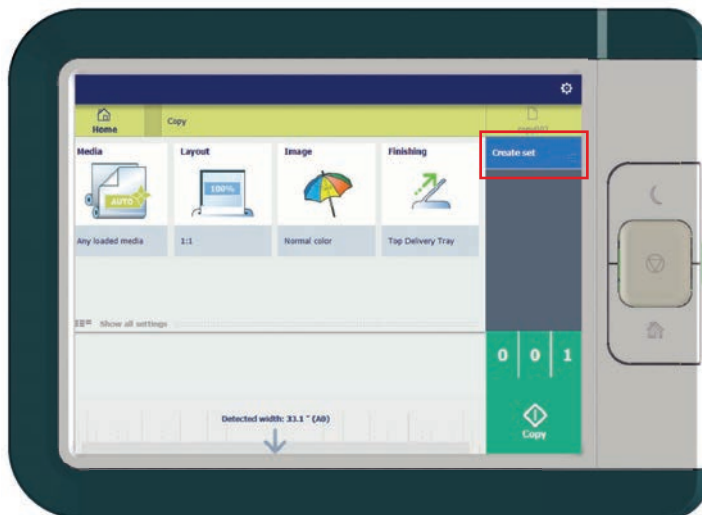 Home
Copy
Media
Layout
Image
Finishing
Create set
AUTO
100%
Any loaded media
1:1
Normal color
Top Delivery Tray
Show all settings
0 0 1
Detected width: 33.1 " (A0)
Copy